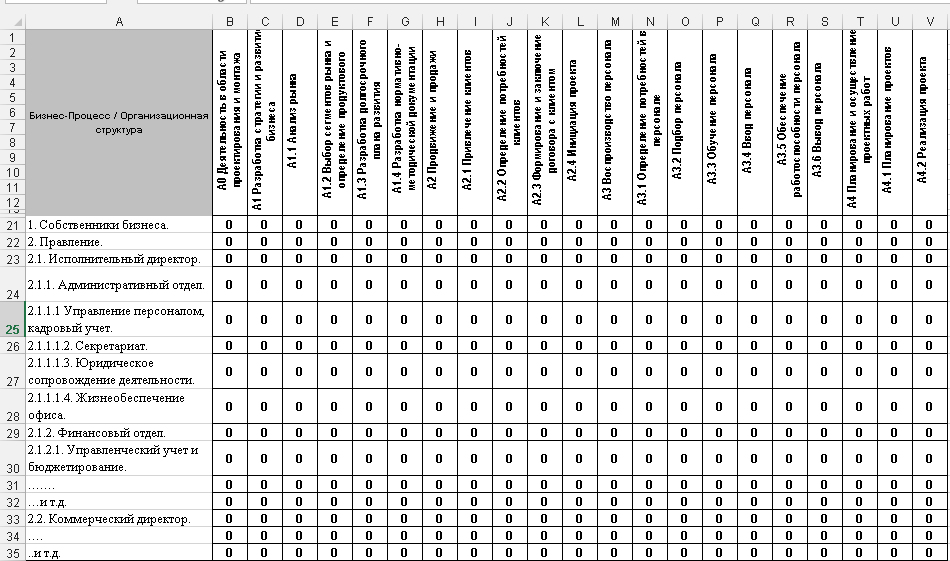 A B C D E F G H I J K L M N O P Q R S T U V
1
2
3
4
5
6
7
8
9
10
11
12
13
Бизнес-Процесс / Организационная
структура
А0 Деятельность в области
проектирования и монтажа
А1 Разработка стратегии и развити
бизнеса
А1.1 Анализ рынка
А1.2 Выбор сегментов рынка и
определение продуктового
А1.3 Разработка долгосрочного
плана развития
А1.4 Разработка нормативно-
методической документации
А2 Продвижение и продажи
А2.1 Привлечение клиентов
А2.2 Определение потребностей
клиентов
А2.3 Формирование и заключение
договора с клиентом
А2.4 Инициация проекта
А3 Воспроизводство персонала
А3.1 Определение потребностей в
персонале
А3.2 Подбор персонала
А3.3 Обучение персонала
А3.4 Ввод персонала
А3.5 Обеспечение
работоспособности персонала
А3.6 Вывод персонала
А4 Планирование и осуществление
проектных работ
А4.1 Планирование проектов
А4.2 Реализация проекта
21 1. Собственники бизнеса. 0 0 0 0 0 0 0 0 0 0 0 0 0 0 0 0 0 0 0 0 0
22 2. Правление. 0 0 0 0 0 0 0 0 0 0 0 0 0 0 0 0 0 0 0 0 0
23 2.1. Исполнительный директор. 0 0 0 0 0 0 0 0 0 0 0 0 0 0 0 0 0 0 0 0 0
24 2.1.1. Административный отдел. 0 0 0 0 0 0 0 0 0 0 0 0 0 0 0 0 0 0 0 0 0
2.1.1.1 Управление персоналом,
25 кадровый учет. 0 0 0 0 0 0 0 0 0 0 0 0 0 0 0 0 0 0 0 0 0
26 2.1.1.1.2. Секретариат. 0 0 0 0 0 0 0 0 0 0 0 0 0 0 0 0 0 0 0 0 0
2.1.1.1.3. Юридическое
27 сопровождение деятельности. 0 0 0 0 0 0 0 0 0 0 0 0 0 0 0 0 0 0 0 0 0
2.1.1.1.4. Жизнеобеспечение
28 офиса. 0 0 0 0 0 0 0 0 0 0 0 0 0 0 0 0 0 0 0 0 0
29 2.1.2. Финансовый отдел. 0 0 0 0 0 0 0 0 0 0 0 0 0 0 0 0 0 0 0 0 0
2.1.2.1. Управленческий учет и
30 бюджетирование. 0 0 0 0 0 0 0 0 0 0 0 0 0 0 0 0 0 0 0 0 0
31 ....... 0 0 0 0 0 0 0 0 0 0 0 0 0 0 0 0 0 0 0 0 0
32 ...и т.д. 0 0 0 0 0 0 0 0 0 0 0 0 0 0 0 0 0 0 0 0 0
33 2.2. Коммерческий директор. 0 0 0 0 0 0 0 0 0 0 0 0 0 0 0 0 0 0 0 0 0
34 .... 0 0 0 0 0 0 0 0 0 0 0 0 0 0 0 0 0 0 0 0 0
35 ..и т.д. 0 0 0 0 0 0 0 0 0 0 0 0 0 0 0 0 0 0 0 0 0